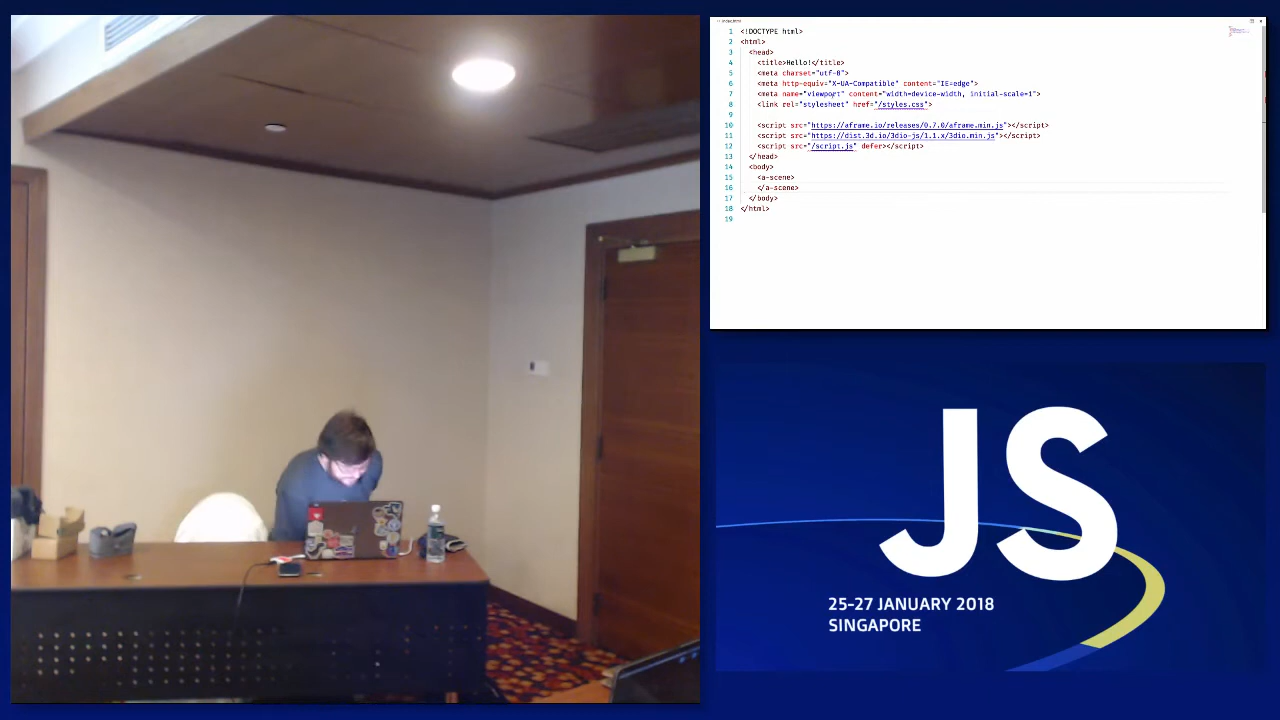 index.html
1 <!DOCTYPE html>
2 <html>
3 <head>
4 <title>Hello!</title>
5 <meta charset="utf-8">
6 <meta http-equiv="X-UA-Compatible" content="IE=edge">
7 <meta name="viewport" content="width=device-width, initial-scale=1">
8 <link rel="stylesheet" href="/styles.css">
9
10 <script src="https://aframe.io/releases/0.7.0/aframe.min.js"></script>
11 <script src="https://dist.3d.io/3dio-js/1.1.x/3dio.min.js"></script>
12 <script src="/script.js" defer></script>
13 </head>
14 <body>
15 <a-scene>
16 </a-scene>
17 </body>
18 </html>
19
JS
25-27 JANUARY 2018
SINGAPORE